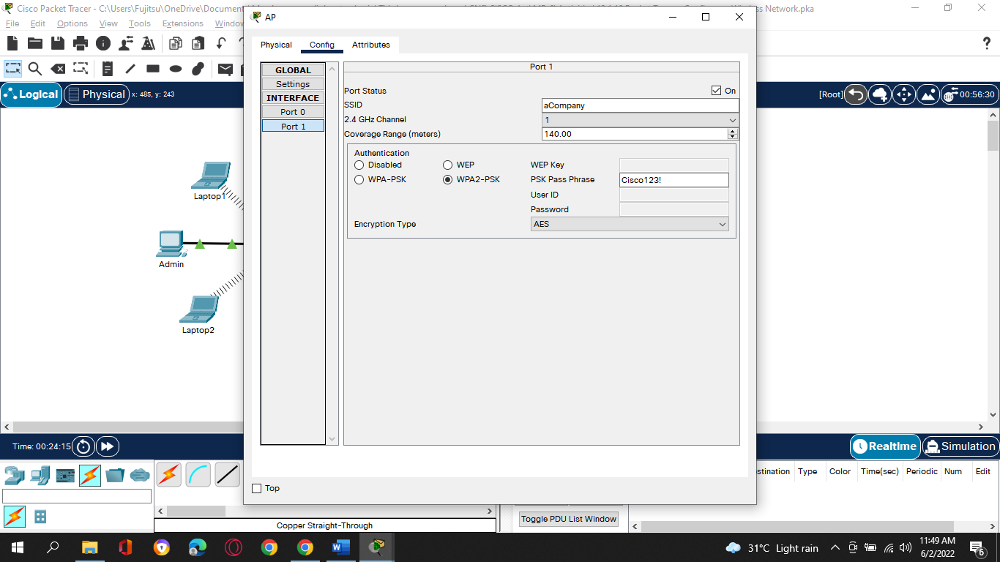 Cisco Packet Tracer - C:\Users\Fujitsu\OneDrive\Document
Network.pka
AP
File Edit Options View Tools Extensions Window
Physical Config Attributes
GLOBAL
Settings
INTERFACE
Port 0
Port 1
Port 1
Port Status
On
SSID
aCompany
2.4 GHz Channel
1
Coverage Range (meters)
140.00
Authentication
Disabled
WEP
WEP Key
WPA-PSK
WPA2-PSK
PSK Pass Phrase
Cisco123!
User ID
Password
Encryption Type
AES
Top
Logical
Physical
x: 485, y: 243
[Root]
00:56:30
Laptop1
Admin
Laptop2
Time: 00:24:15
Realtime
Simulation
stination Type Color Time(sec) Periodic Num Edit
Toggle PDU List Window
Copper Straight-Through
31°C Light rain
11:49 AM
6/2/2022
6